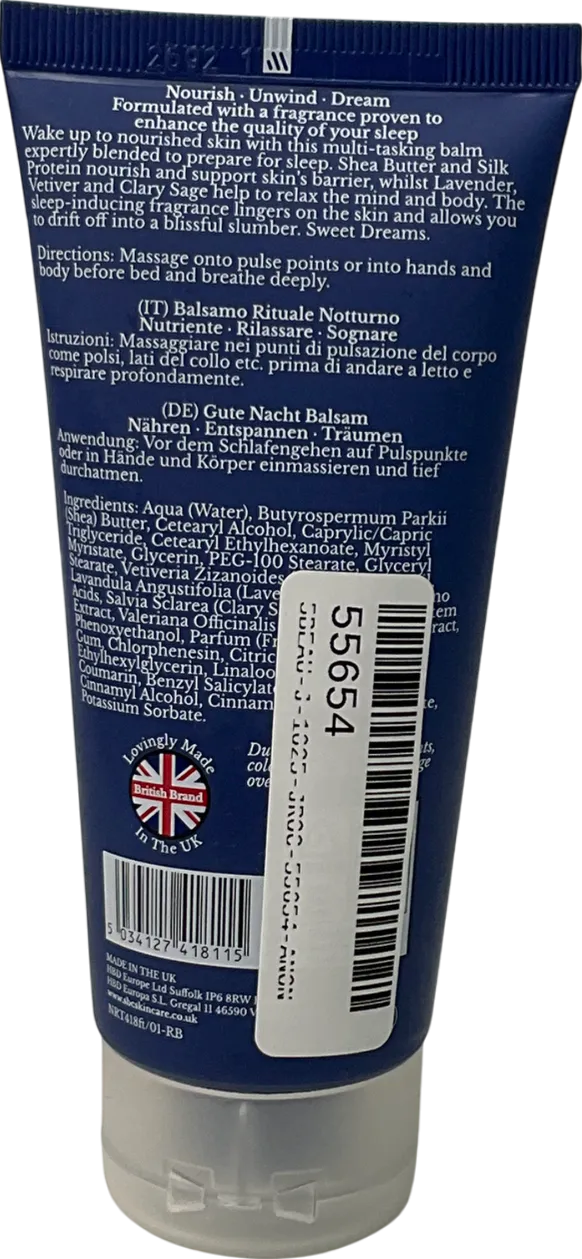 2592 1
Nourish · Unwind · Dream
Formulated with a fragrance proven to
enhance the quality of your sleep
Wake up to nourished skin with this multi-tasking balm
expertly blended to prepare for sleep. Shea Butter and Silk
Protein nourish and support skin's barrier, whilst Lavender,
Vetiver and Clary Sage help to relax the mind and body. The
sleep-inducing fragrance lingers on the skin and allows you
to drift off into a blissful slumber. Sweet Dreams.
Directions: Massage onto pulse points or into hands and
body before bed and breathe deeply.
(IT) Balsamo Rituale Notturno
Nutriente · Rilassare · Sognare
Istruzioni: Massaggiare nei punti di pulsazione del corpo
come polsi, lati del collo etc. prima di andare a letto e
respirare profondamente.
(DE) Gute Nacht Balsam
Nähren · Entspannen · Träumen
Anwendung: Vor dem Schlafengehen auf Pulspunkte
oder in Hände und Körper einmassieren und tief
durchatmen.
Ingredients: Aqua (Water), Butyrospermum Parkii
(Shea) Butter, Cetearyl Alcohol, Caprylic/Capric
Triglyceride, Cetearyl Ethylhexanoate, Myristyl
Myristate, Glycerin, PEG-100 Stearate, Glyceryl
Stearate, Vetiveria Zizanoides
Lavandula Angustifolia
Acids, Salvia Sclarea (Clary
Extract, Valeriana Officinalis
Phenoxyethanol, Parfum
Gum, Chlorphenesin,
Ethylhexylglycerin,
Coumarin, Benzyl
Cinnamyl Alcohol,
Potassium Sorbate.
Lovingly Made
British Brand
In The UK
5 034127 418115
MADE IN THE UK
HBD Europe Ltd Suffolk IP6 8RW
HBD Europa S.L. Gregal 11 46590
www.sbcskincare.co.uk
NRT418ft/01-RB
55654